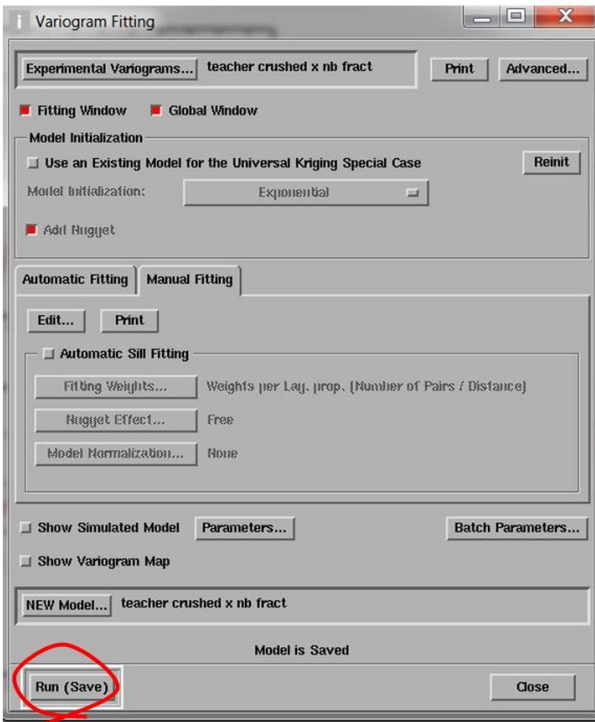 Variogram Fitting
Experimental Variograms... teacher crushed x nb fract Print Advanced...
Fitting Window Global Window
Model Initialization
Use an Existing Model for the Universal Kriging Special Case Reinit
Model Initialization: Exponential
Add Nugget
Automatic Fitting Manual Fitting
Edit... Print
Automatic Sill Fitting
Fitting Weights... Weights per Lag. prop. (Number of Pairs / Distance)
Nugget Effect... Free
Model Normalization... None
Show Simulated Model Parameters... Batch Parameters...
Show Variogram Map
NEW Model... teacher crushed x nb fract
Model is Saved
Run (Save) Close